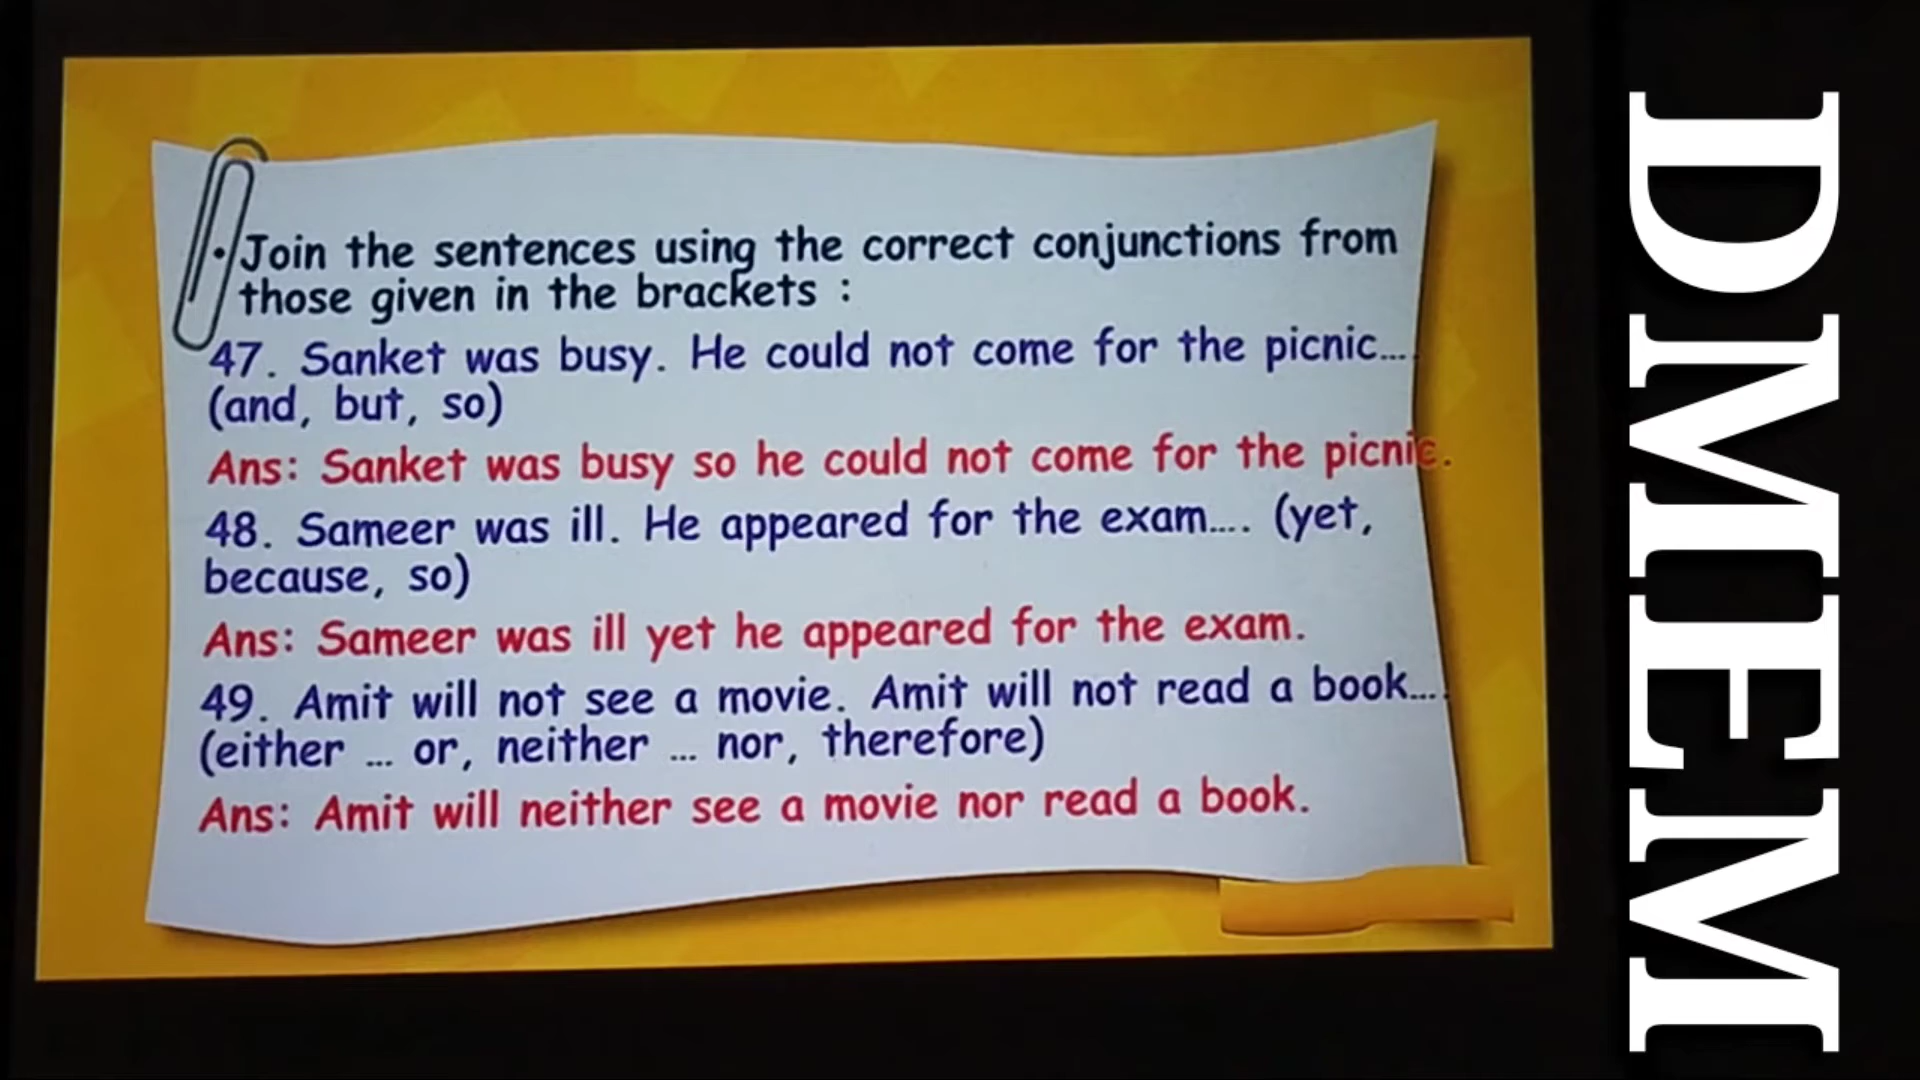 • Join the sentences using the correct conjunctions from
those given in the brackets :
47. Sanket was busy. He could not come for the picnic....
(and, but, so)
Ans: Sanket was busy so he could not come for the picnic.
48. Sameer was ill. He appeared for the exam.... (yet,
because, so)
Ans: Sameer was ill yet he appeared for the exam.
49. Amit will not see a movie. Amit will not read a book....
(either ... or, neither ... nor, therefore)
Ans: Amit will neither see a movie nor read a book.
DMIEM